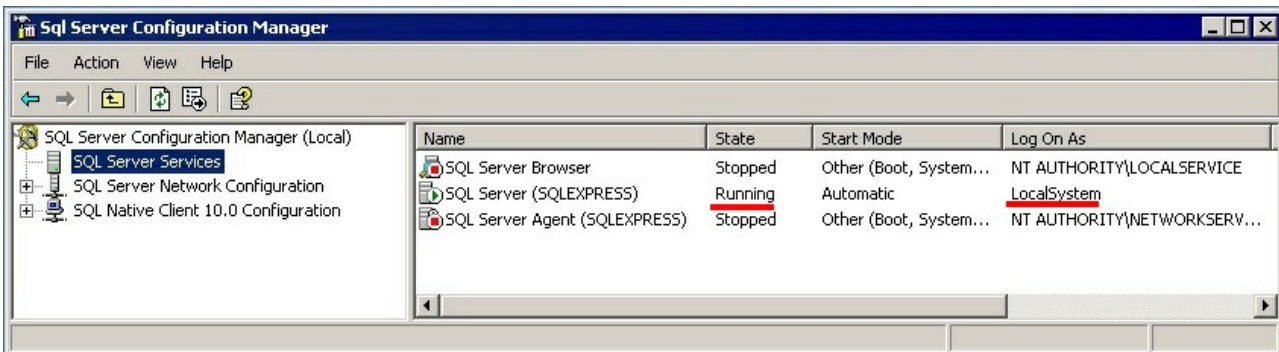 Sql Server Configuration Manager
File Action View Help
SQL Server Configuration Manager (Local)
SQL Server Services
SQL Server Network Configuration
SQL Native Client 10.0 Configuration
Name State Start Mode Log On As
SQL Server Browser Stopped Other (Boot, System... NT AUTHORITY\LOCALSERVICE
SQL Server (SQLEXPRESS) Running Automatic LocalSystem
SQL Server Agent (SQLEXPRESS) Stopped Other (Boot, System... NT AUTHORITY\NETWORKSERV...